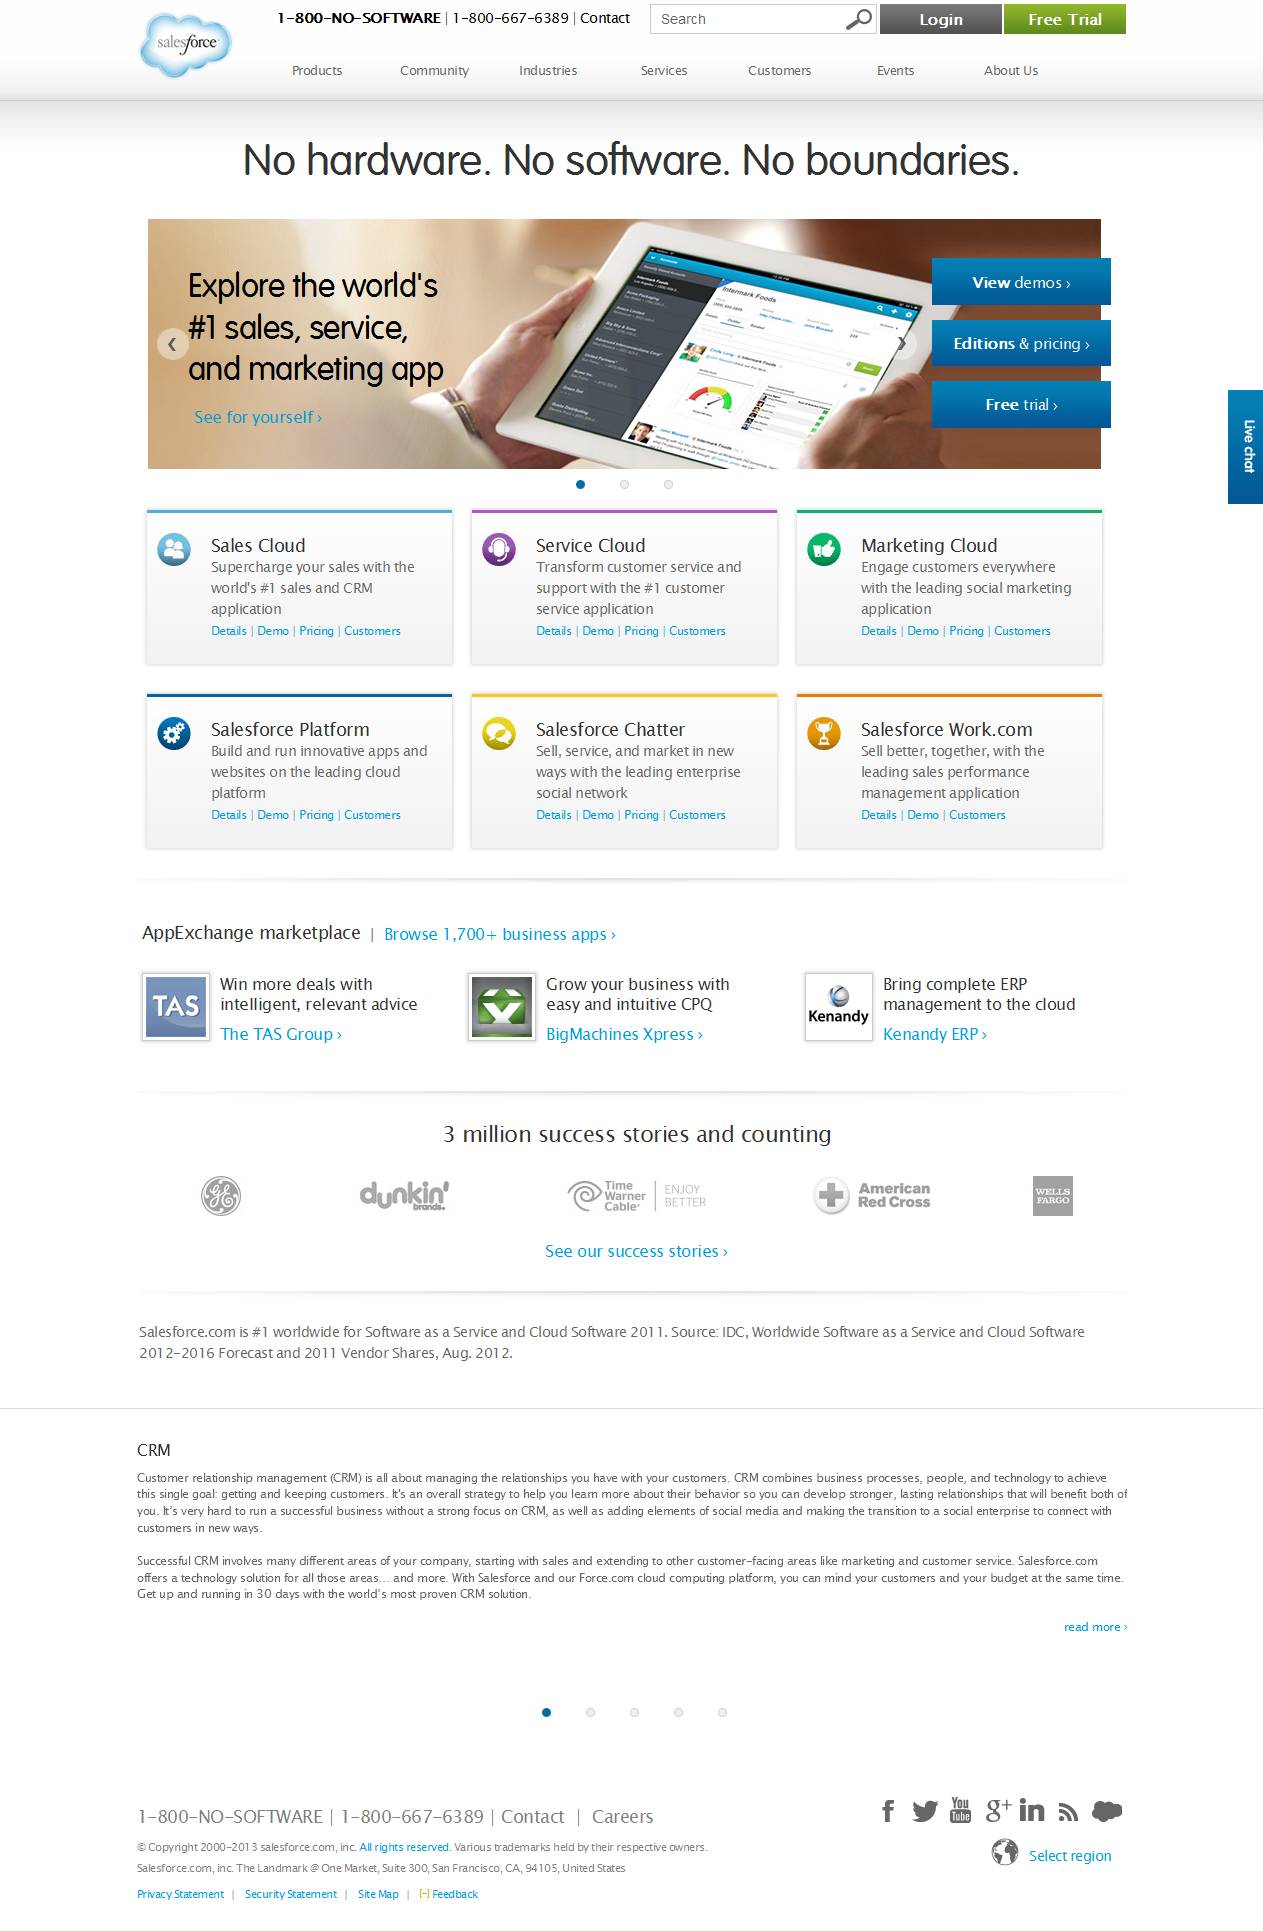 salesforce
1-800-NO-SOFTWARE | 1-800-667-6389 | Contact
Search
Login
Free Trial
Products
Community
Industries
Services
Customers
Events
About Us
No hardware. No software. No boundaries.
Explore the world's
#1 sales, service,
and marketing app
See for yourself ›
Intermark Foods
View demos ›
Editions & pricing ›
Free trial ›
Live chat
Sales Cloud
Supercharge your sales with the
world's #1 sales and CRM
application
Details | Demo | Pricing | Customers
Service Cloud
Transform customer service and
support with the #1 customer
service application
Details | Demo | Pricing | Customers
Marketing Cloud
Engage customers everywhere
with the leading social marketing
application
Details | Demo | Pricing | Customers
Salesforce Platform
Build and run innovative apps and
websites on the leading cloud
platform
Details | Demo | Pricing | Customers
Salesforce Chatter
Sell, service, and market in new
ways with the leading enterprise
social network
Details | Demo | Pricing | Customers
Salesforce Work.com
Sell better, together, with the
leading sales performance
management application
Details | Demo | Customers
AppExchange marketplace | Browse 1,700+ business apps ›
TAS
Win more deals with
intelligent, relevant advice
The TAS Group ›
Grow your business with
easy and intuitive CPQ
BigMachines Xpress ›
Kenandy
Bring complete ERP
management to the cloud
Kenandy ERP ›
3 million success stories and counting
GE
dunkin'
brands.
Time
Warner
Cable
ENJOY
BETTER
American
Red Cross
WELLS
FARGO
See our success stories ›
Salesforce.com is #1 worldwide for Software as a Service and Cloud Software 2011. Source: IDC, Worldwide Software as a Service and Cloud Software
2012-2016 Forecast and 2011 Vendor Shares, Aug. 2012.
CRM
Customer relationship management (CRM) is all about managing the relationships you have with your customers. CRM combines business processes, people, and technology to achieve
this single goal: getting and keeping customers. It's an overall strategy to help you learn more about their behavior so you can develop stronger, lasting relationships that will benefit both of
you. It's very hard to run a successful business without a strong focus on CRM, as well as adding elements of social media and making the transition to a social enterprise to connect with
customers in new ways.
Successful CRM involves many different areas of your company, starting with sales and extending to other customer-facing areas like marketing and customer service. Salesforce.com
offers a technology solution for all those areas... and more. With Salesforce and our Force.com cloud computing platform, you can mind your customers and your budget at the same time.
Get up and running in 30 days with the world's most proven CRM solution.
read more ›
1-800-NO-SOFTWARE | 1-800-667-6389 | Contact | Careers
f
You
Tube
g+
in
© Copyright 2000-2013 salesforce.com, inc. All rights reserved. Various trademarks held by their respective owners.
Salesforce.com, inc. The Landmark @ One Market, Suite 300, San Francisco, CA, 94105, United States
Select region
Privacy Statement | Security Statement | Site Map | [-] Feedback